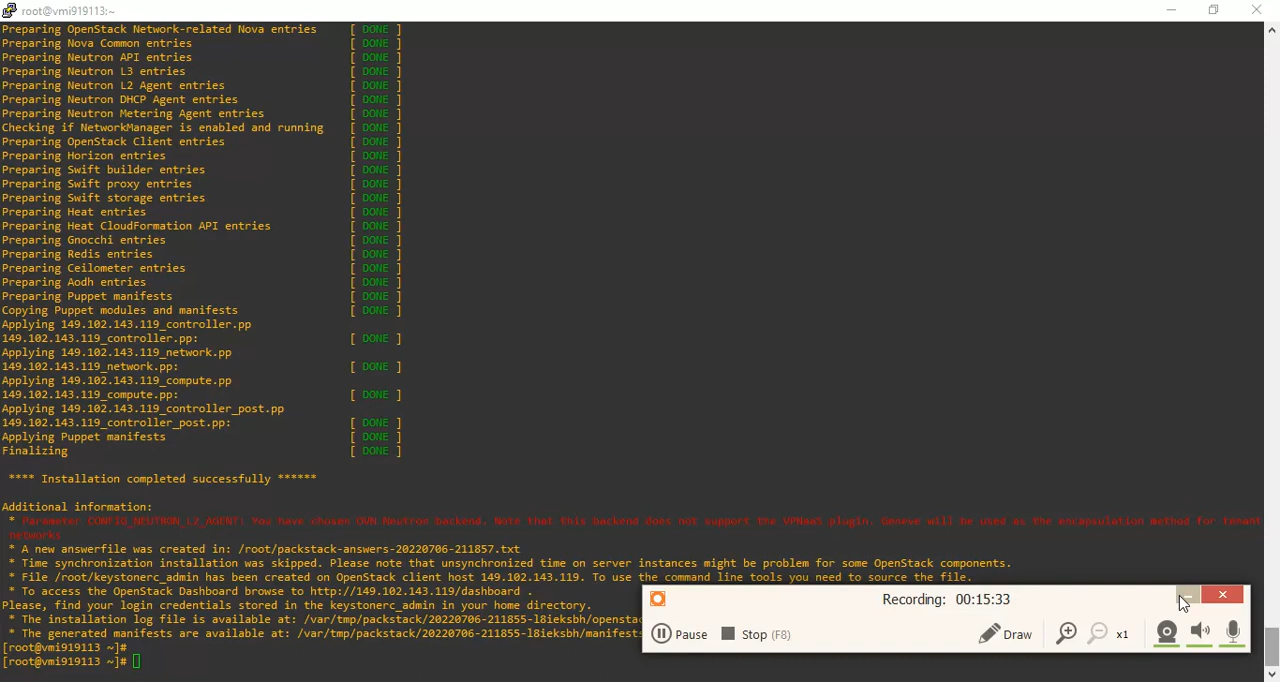 root@vmi919113:~
Preparing OpenStack Network-related Nova entries [ DONE ]
Preparing Nova Common entries [ DONE ]
Preparing Neutron API entries [ DONE ]
Preparing Neutron L3 entries [ DONE ]
Preparing Neutron L2 Agent entries [ DONE ]
Preparing Neutron DHCP Agent entries [ DONE ]
Preparing Neutron Metering Agent entries [ DONE ]
Checking if NetworkManager is enabled and running [ DONE ]
Preparing OpenStack Client entries [ DONE ]
Preparing Horizon entries [ DONE ]
Preparing Swift builder entries [ DONE ]
Preparing Swift proxy entries [ DONE ]
Preparing Swift storage entries [ DONE ]
Preparing Heat entries [ DONE ]
Preparing Heat CloudFormation API entries [ DONE ]
Preparing Gnocchi entries [ DONE ]
Preparing Redis entries [ DONE ]
Preparing Ceilometer entries [ DONE ]
Preparing Aodh entries [ DONE ]
Preparing Puppet manifests [ DONE ]
Copying Puppet modules and manifests [ DONE ]
Applying 149.102.143.119_controller.pp
149.102.143.119_controller.pp: [ DONE ]
Applying 149.102.143.119_network.pp
149.102.143.119_network.pp: [ DONE ]
Applying 149.102.143.119_compute.pp
149.102.143.119_compute.pp: [ DONE ]
Applying 149.102.143.119_controller_post.pp
149.102.143.119_controller_post.pp: [ DONE ]
Applying Puppet manifests [ DONE ]
Finalizing [ DONE ]
**** Installation completed successfully ******
Additional information:
* Parameter CONFIG_NEUTRON_L2_AGENT: You have chosen OVN Neutron backend. Note that this backend does not support the VPNaaS plugin. Geneve will be used as the encapsulation method for tenant
networks
* A new answerfile was created in: /root/packstack-answers-20220706-211857.txt
* Time synchronization installation was skipped. Please note that unsynchronized time on server instances might be problem for some OpenStack components.
* File /root/keystonerc_admin has been created on OpenStack client host 149.102.143.119. To use the command line tools you need to source the file.
* To access the OpenStack Dashboard browse to http://149.102.143.119/dashboard .
Please, find your login credentials stored in the keystonerc_admin in your home directory.
* The installation log file is available at: /var/tmp/packstack/20220706-211855-l8ieksbh/opensta
* The generated manifests are available at: /var/tmp/packstack/20220706-211855-l8ieksbh/manifests
[root@vmi919113 ~]#
[root@vmi919113 ~]#
Recording: 00:15:33
Pause Stop (F8) Draw x1